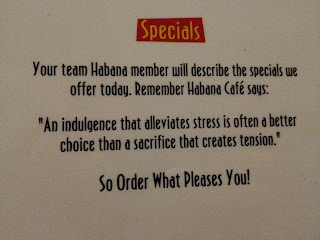 Specials
Your team Habana member will describe the specials we
offer today. Remember Habana Café says:
"An indulgence that alleviates stress is often a better
choice than a sacrifice that creates tension."
So Order What Pleases You!